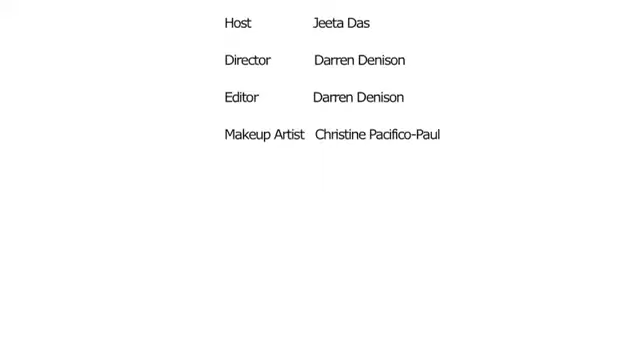 Host Jeeta Das
Director Darren Denison
Editor Darren Denison
Makeup Artist Christine Pacifico-Paul